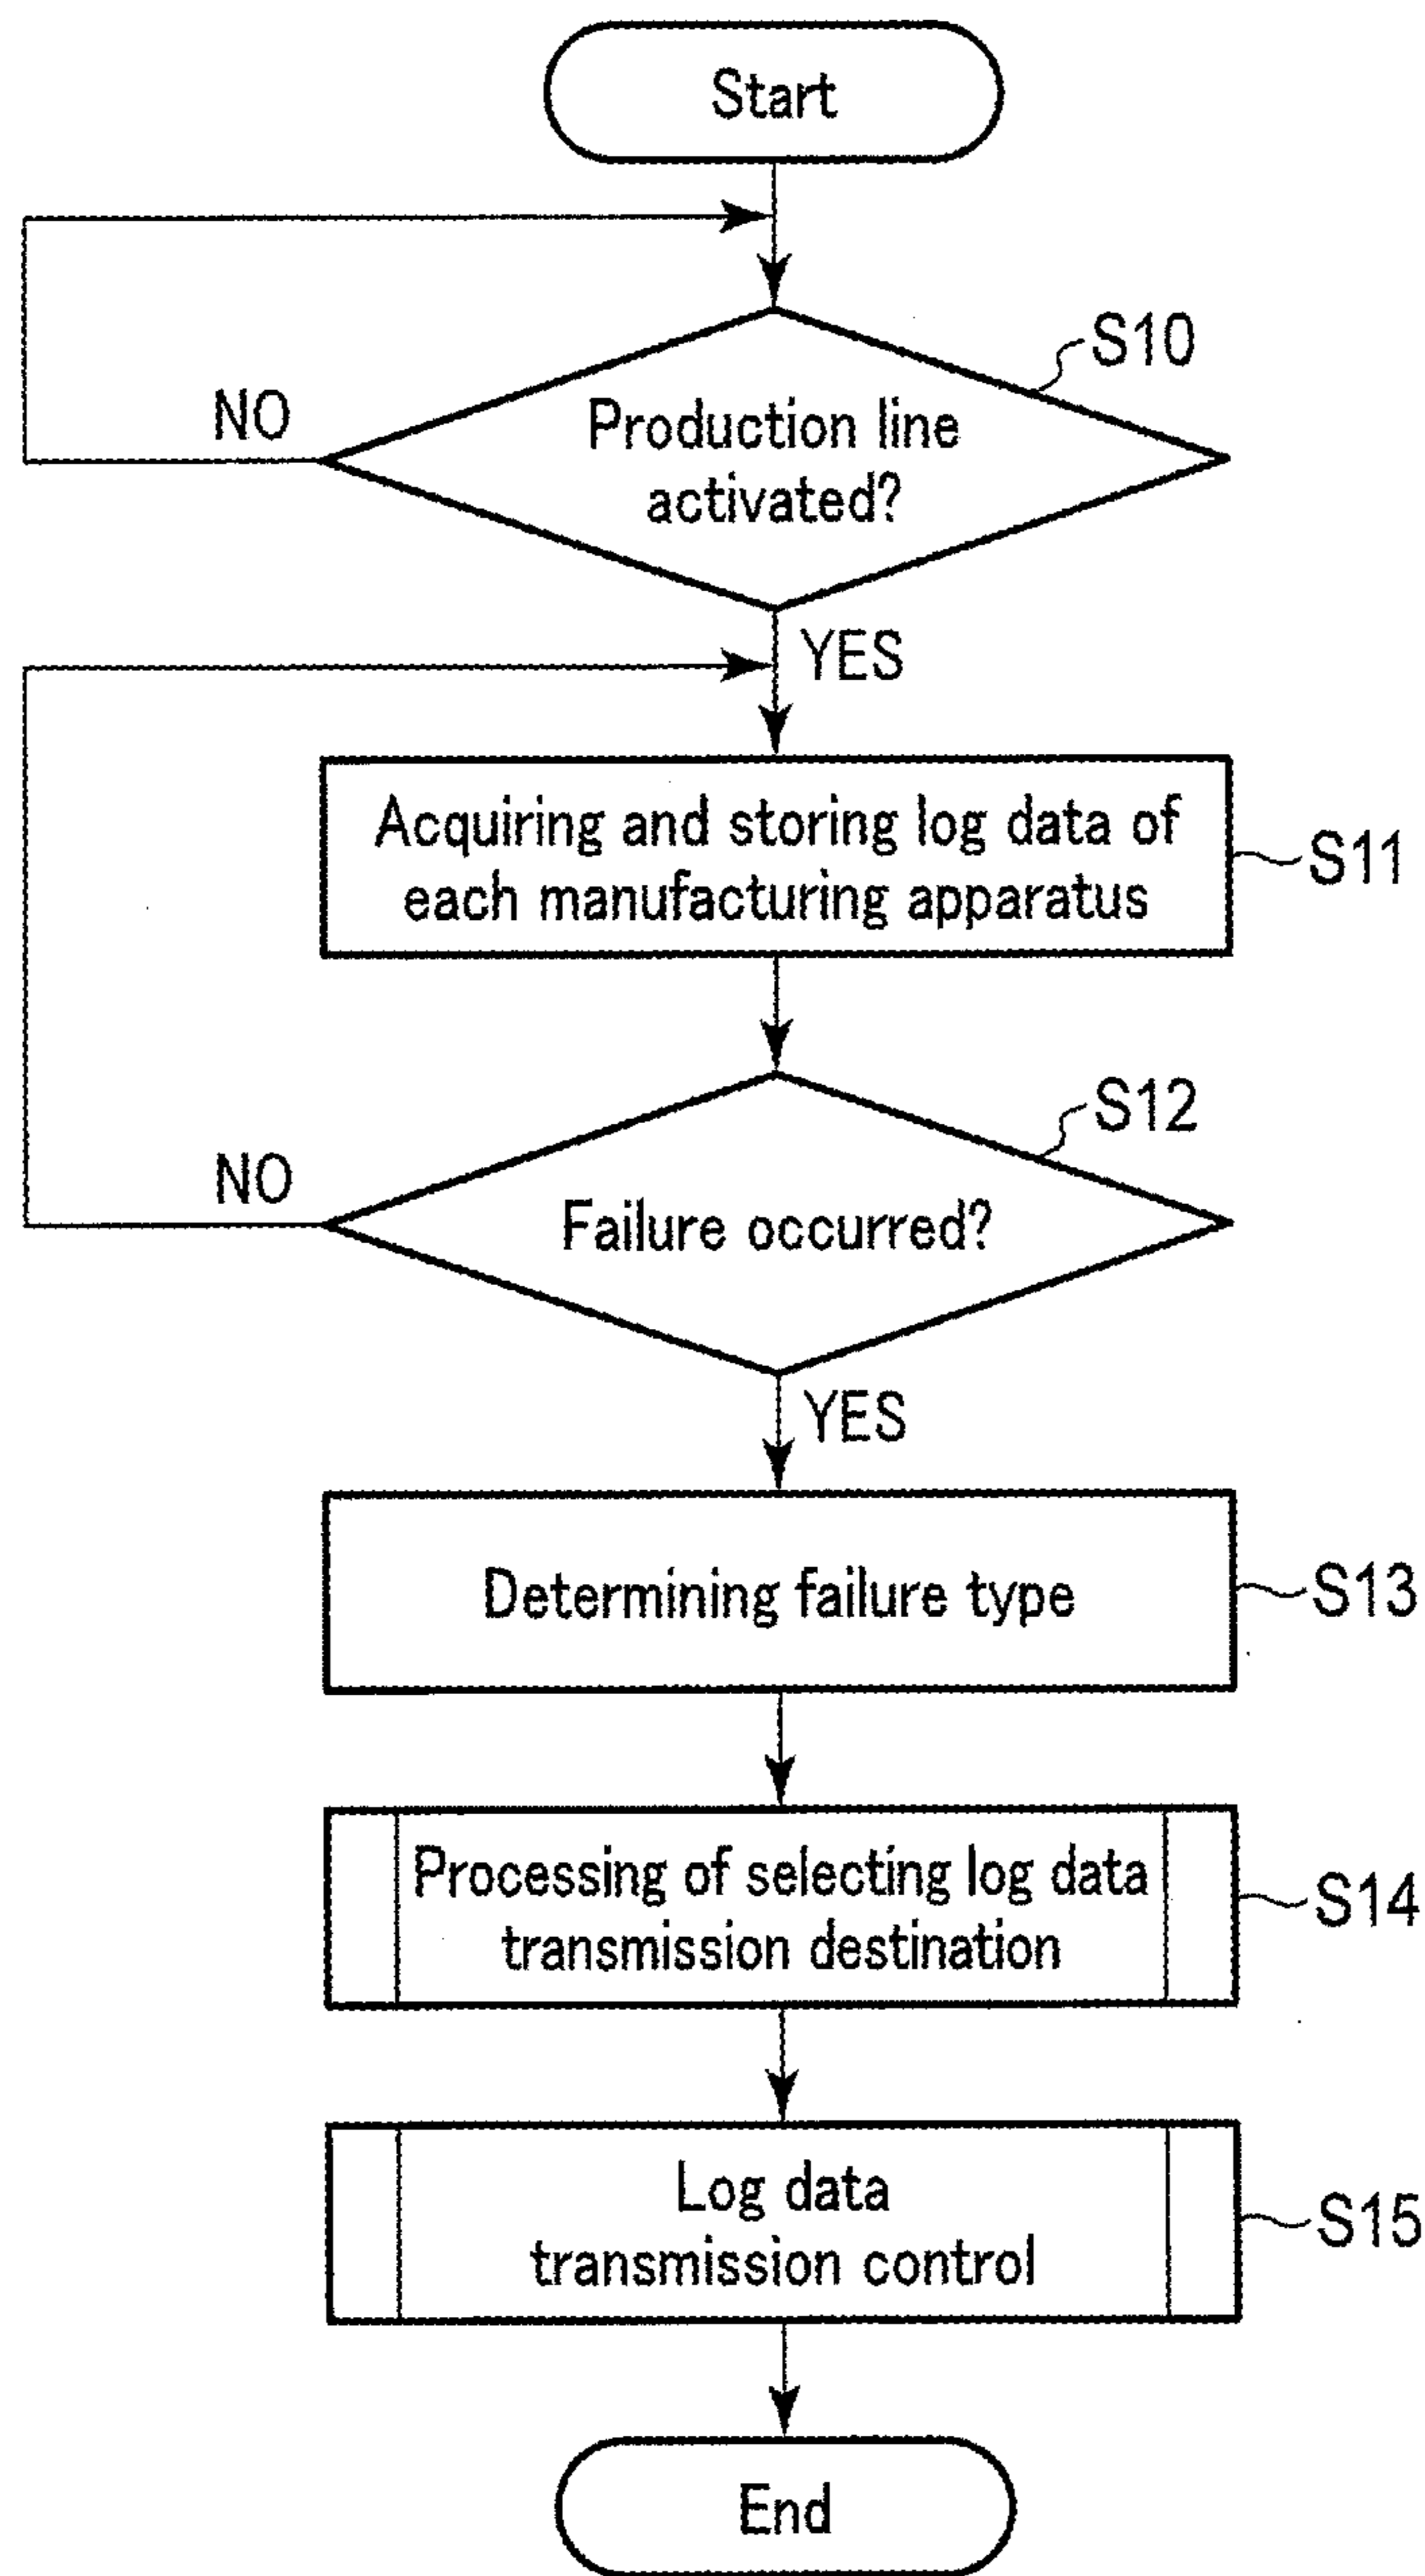 Start
S10
Production line
activated?
NO
YES
Acquiring and storing log data of
each manufacturing apparatus
S11
S12
Failure occurred?
NO
YES
Determining failure type
S13
Processing of selecting log data
transmission destination
S14
Log data
transmission control
S15
End